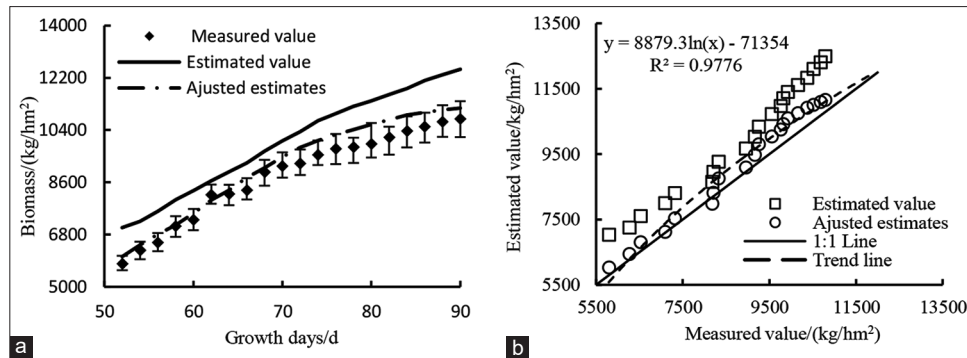 14000
12200
10400
8600
6800
5000
Biomass/(kg/hm²)
Measured value
Estimated value
Ajusted estimates
50
60
70
80
90
Growth days/d
a
13500
11500
9500
7500
5500
Estimated value/kg/hm²)
y = 8879.3ln(x) - 71354
R² = 0.9776
Estimated value
Ajusted estimates
1:1 Line
Trend line
5500
7500
9500
11500
13500
Measured value/(kg/hm²)
b